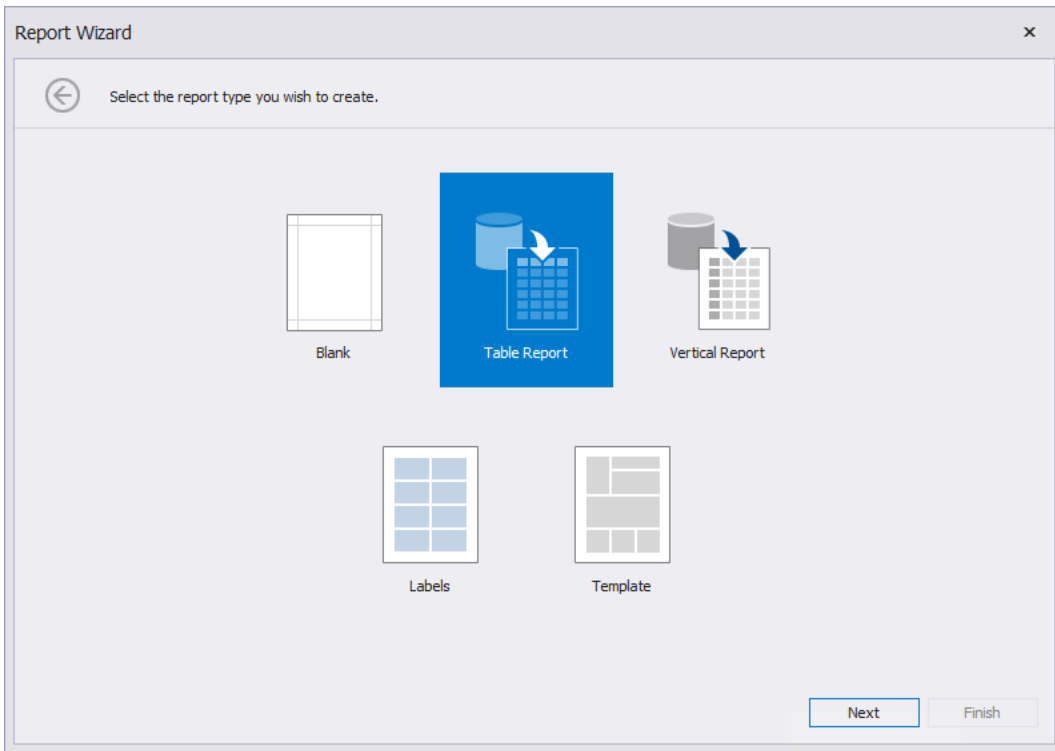 Report Wizard
Select the report type you wish to create.
Blank
Table Report
Vertical Report
Labels
Template
Next
Finish